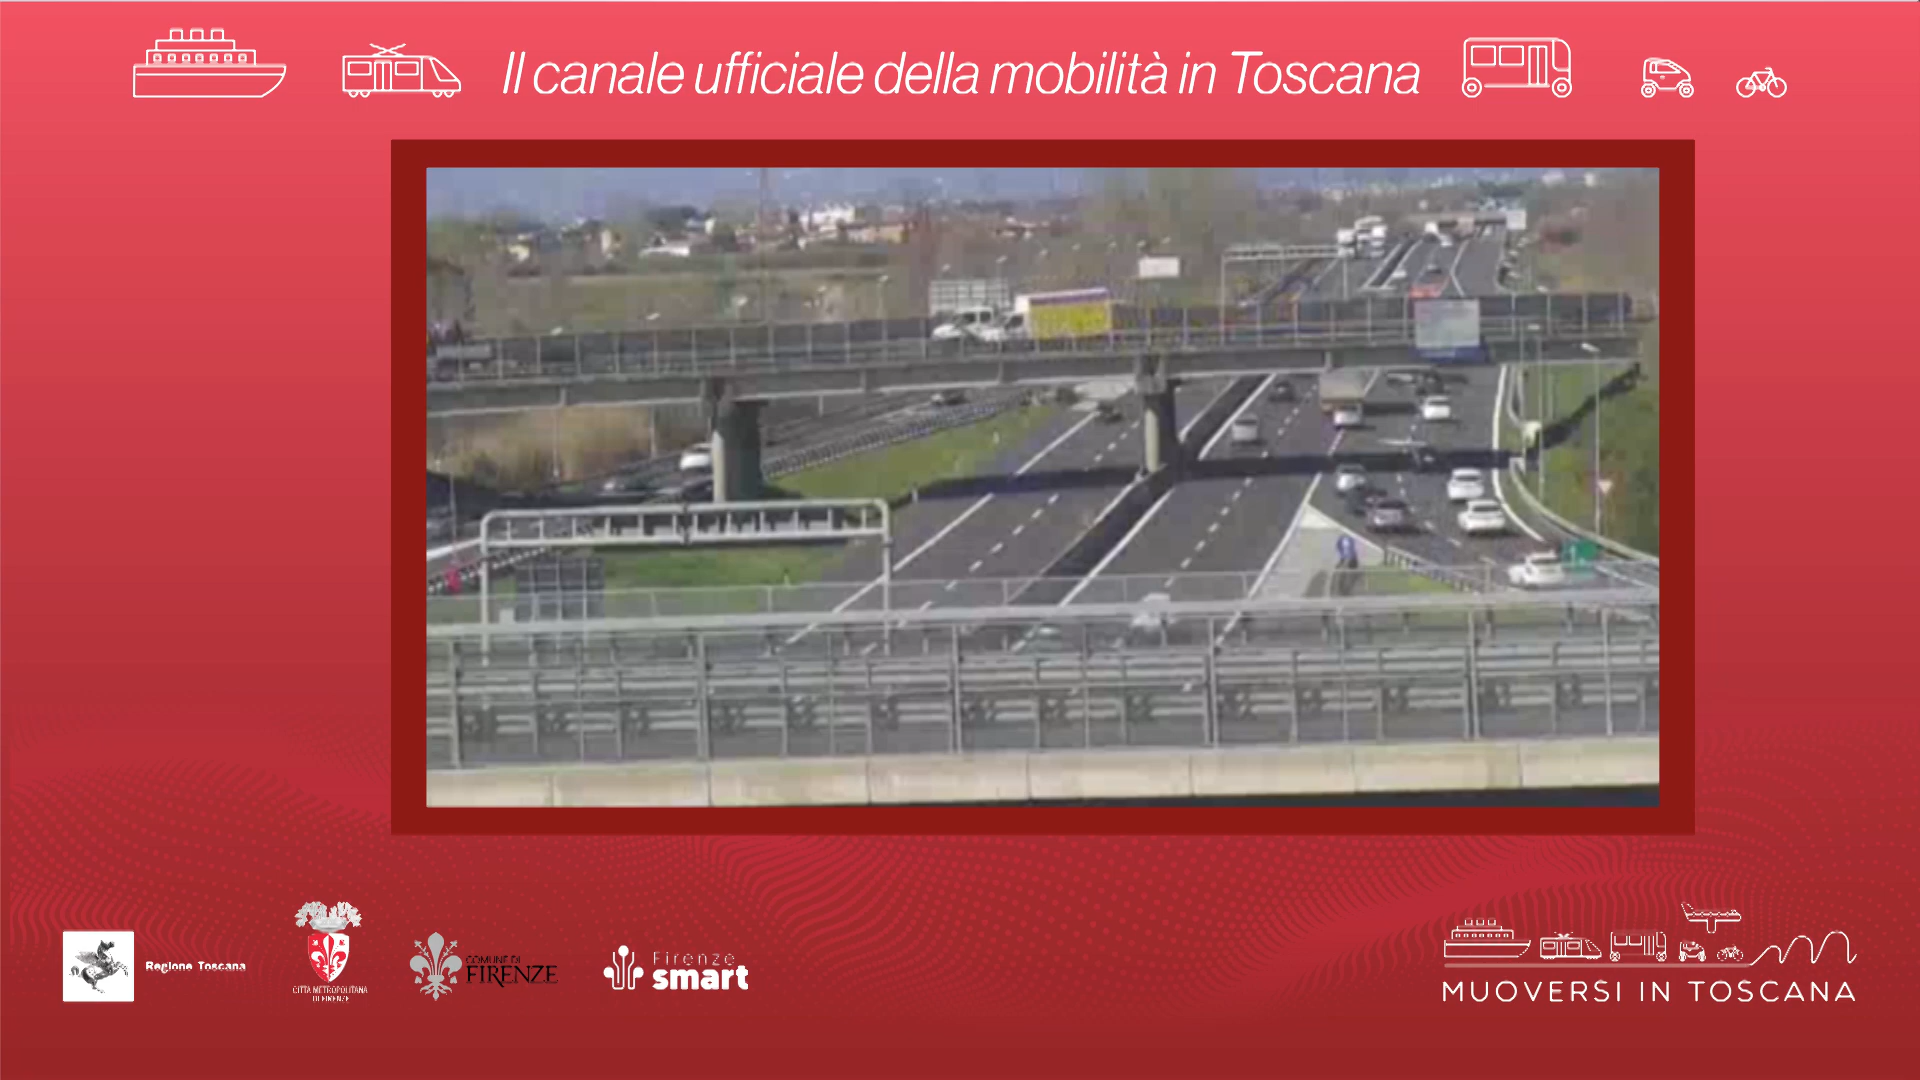 Il canale ufficiale della mobilità in Toscana
Regione Toscana
CITTÀ METROPOLITANA
DI FIRENZE
COMUNE DI
FIRENZE
Firenze
smart
MUOVERSI IN TOSCANA